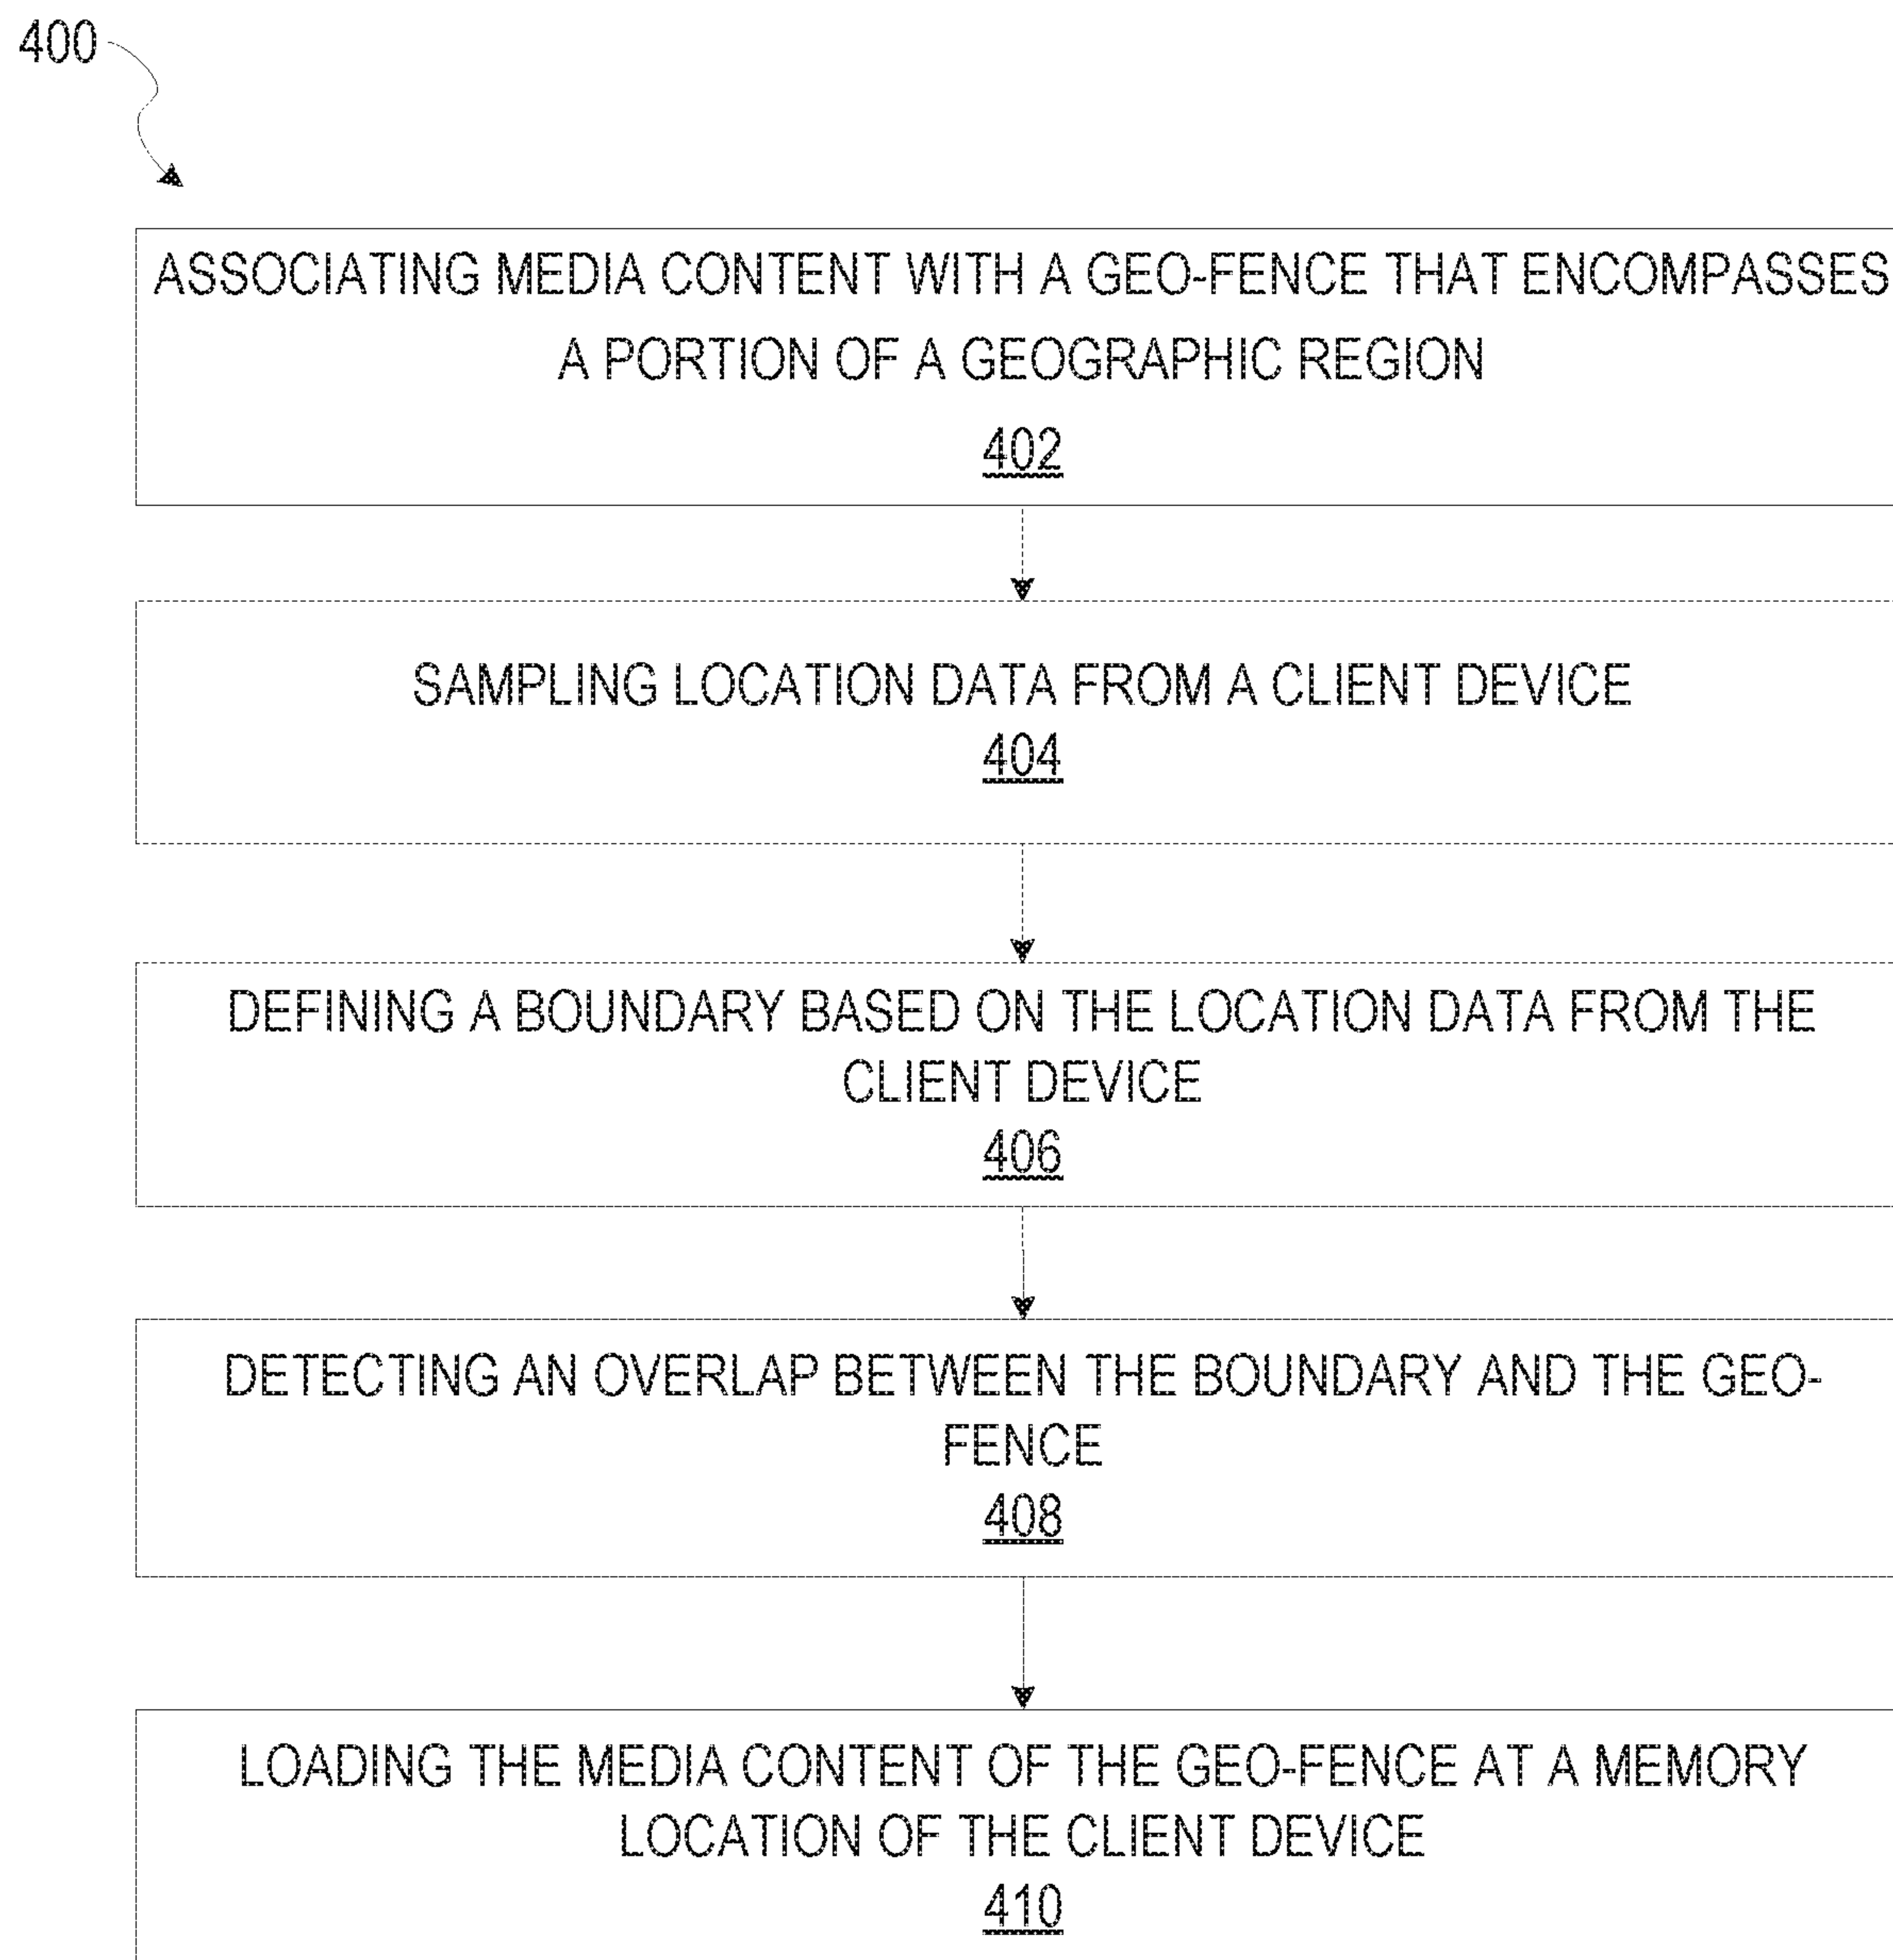 400
ASSOCIATING MEDIA CONTENT WITH A GEO-FENCE THAT ENCOMPASSES
A PORTION OF A GEOGRAPHIC REGION
402
SAMPLING LOCATION DATA FROM A CLIENT DEVICE
404
DEFINING A BOUNDARY BASED ON THE LOCATION DATA FROM THE
CLIENT DEVICE
406
DETECTING AN OVERLAP BETWEEN THE BOUNDARY AND THE GEO-
FENCE
408
LOADING THE MEDIA CONTENT OF THE GEO-FENCE AT A MEMORY
LOCATION OF THE CLIENT DEVICE
410